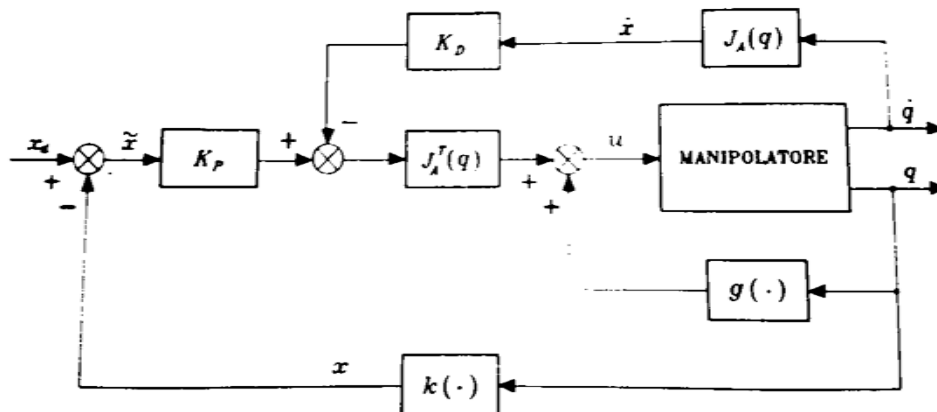 K_D
ẋ
J_A(q)
q̇
x_d
x̃
K_P
J_A^T(q)
u
MANIPOLATORE
q
g(·)
x
k(·)
+
−
+
−
+
+